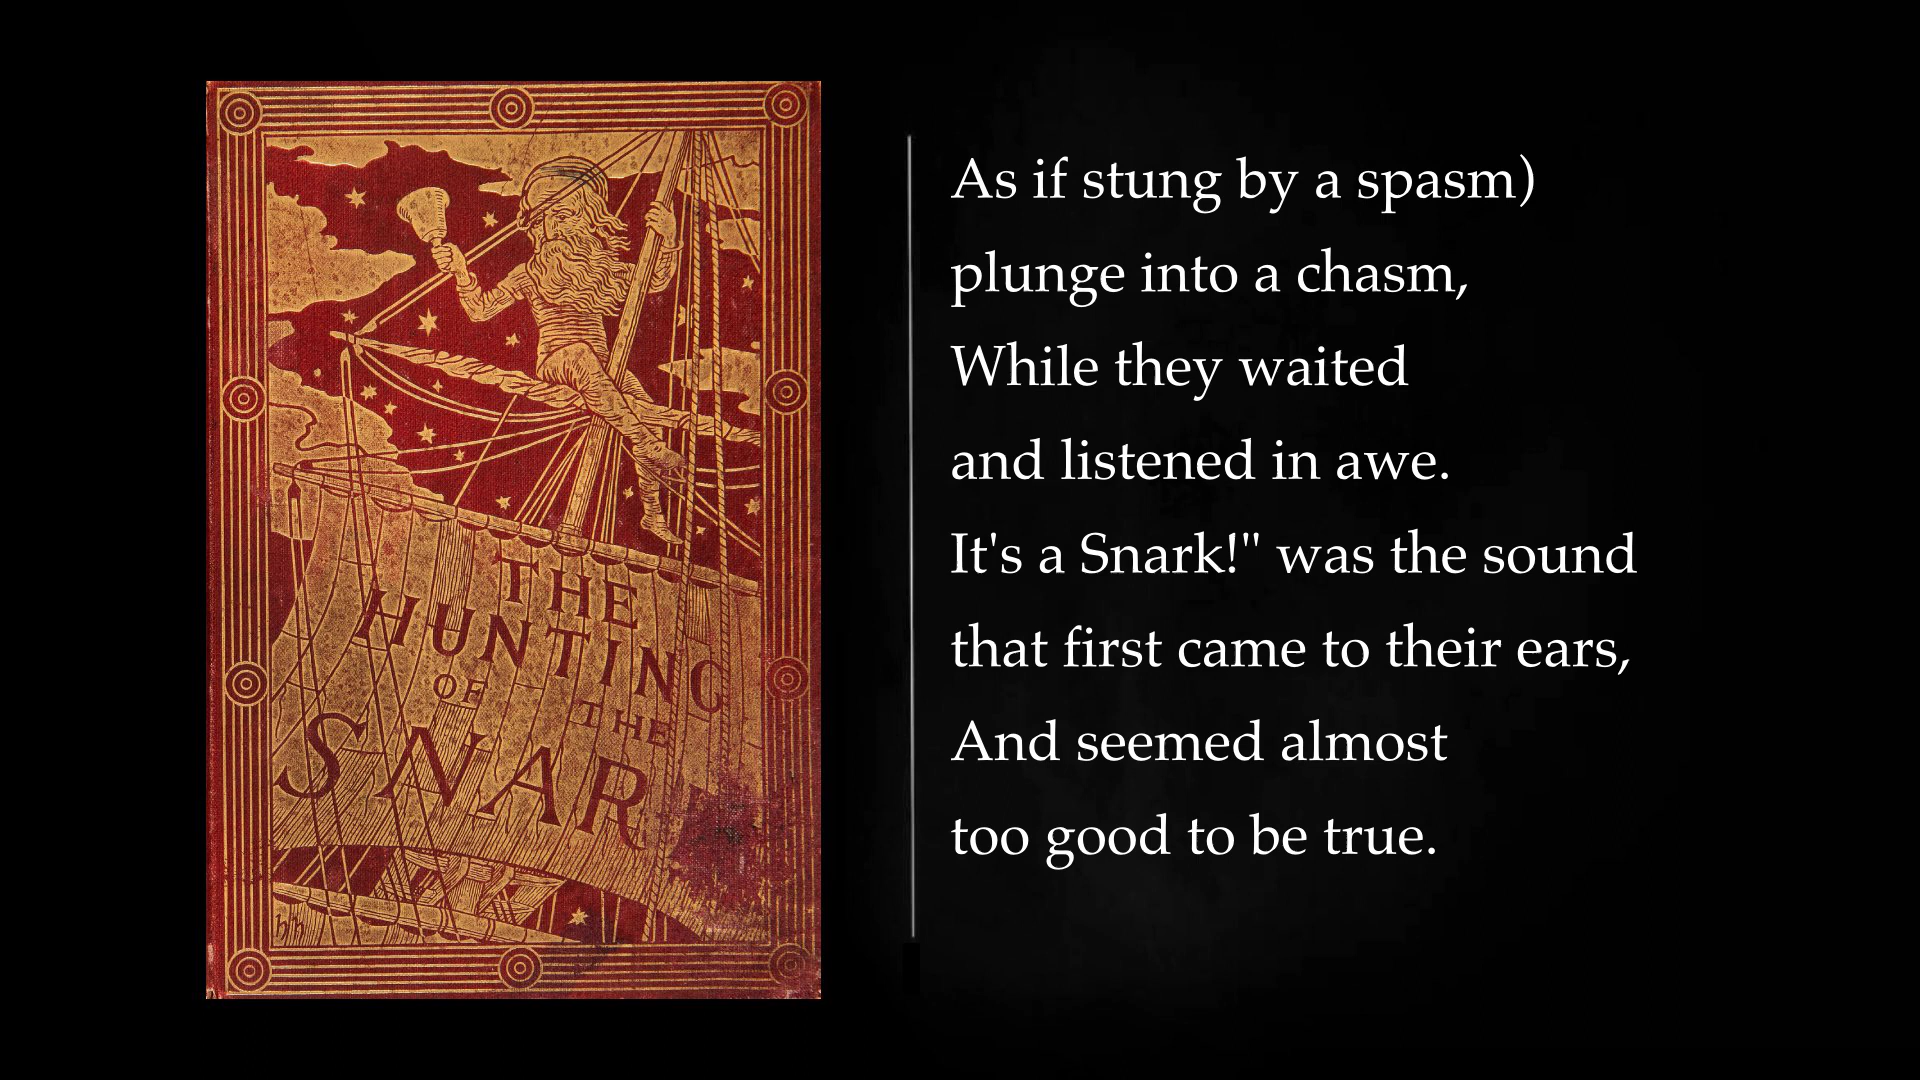 THE
HUNTING
OF THE
SNAR
As if stung by a spasm)
plunge into a chasm,
While they waited
and listened in awe.
It's a Snark!" was the sound
that first came to their ears,
And seemed almost
too good to be true.